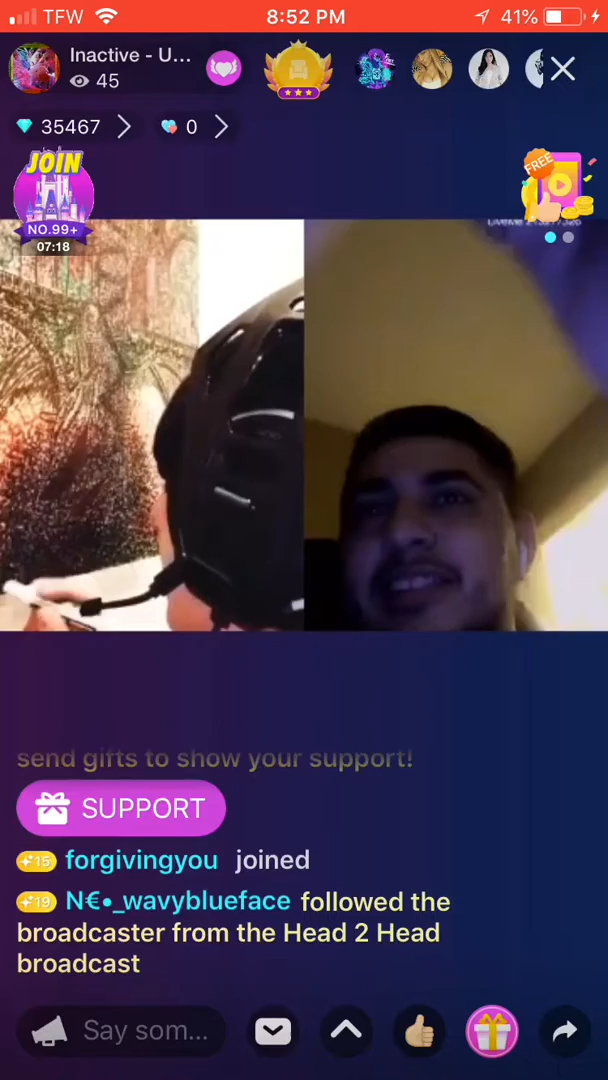 TFW 8:52 PM 41%
Inactive - U...
45
35467 0
JOIN
NO.99+
07:18
FREE
send gifts to show your support!
SUPPORT
15 forgivingyou joined
19 N€•_wavyblueface followed the
broadcaster from the Head 2 Head
broadcast
Say som...